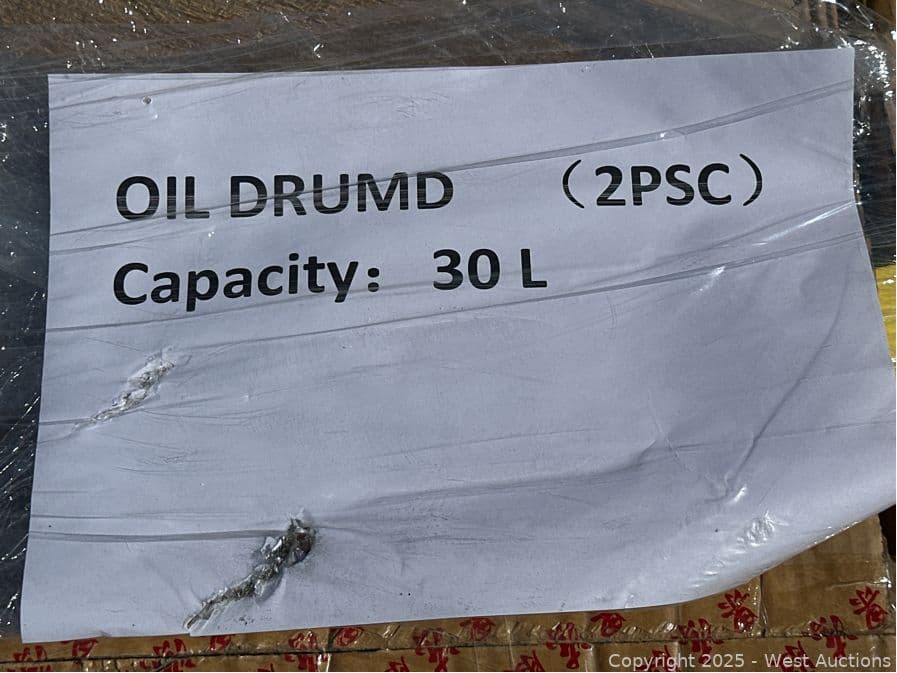 OIL DRUMD （2PSC）
Capacity： 30 L
Copyright 2025 - West Auctions